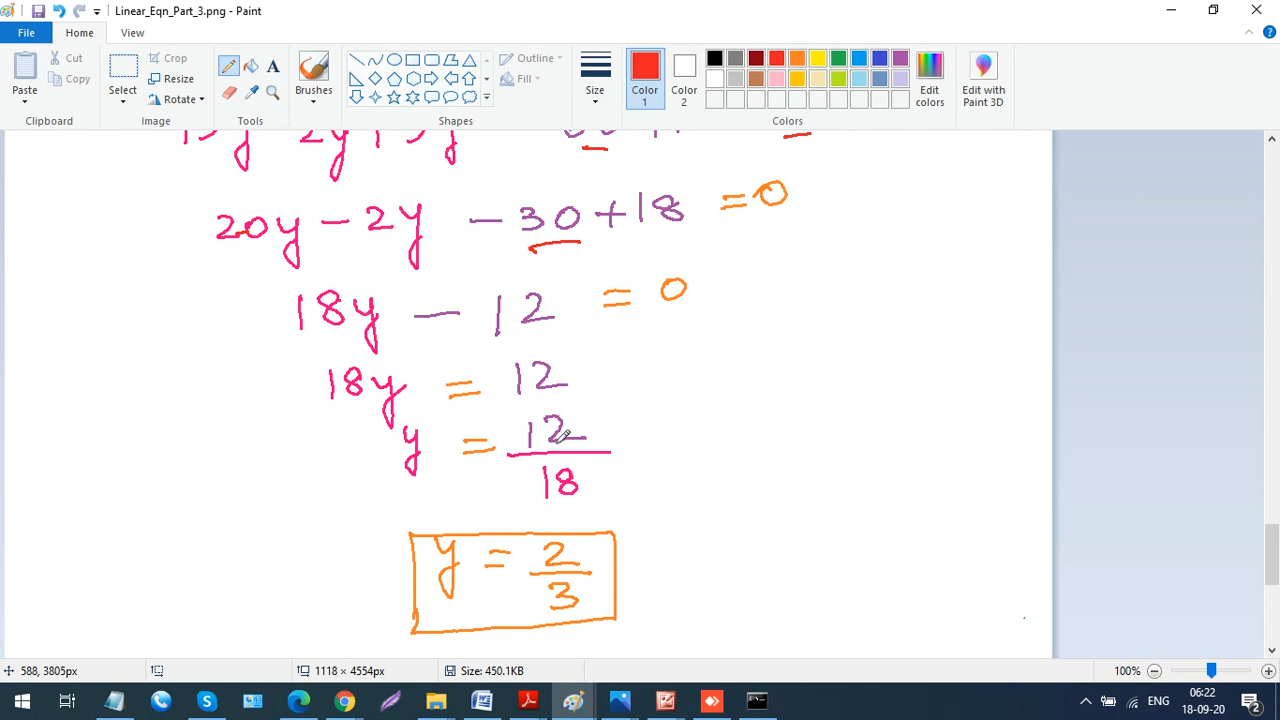 Linear_Eqn_Part_3.png - Paint
File Home View
Paste Cut Copy Select Crop Resize Rotate A Brushes Outline Fill Size Color 1 Color 2 Edit colors Edit with Paint 3D
Clipboard Image Tools Shapes Colors
20y - 2y - 30 + 18 = 0
18y - 12 = 0
18y = 12
y = 12/18
y = 2/3
588, 3805px 1118 × 4554px Size: 450.1KB 100%
ENG 06:22
18-09-20 2